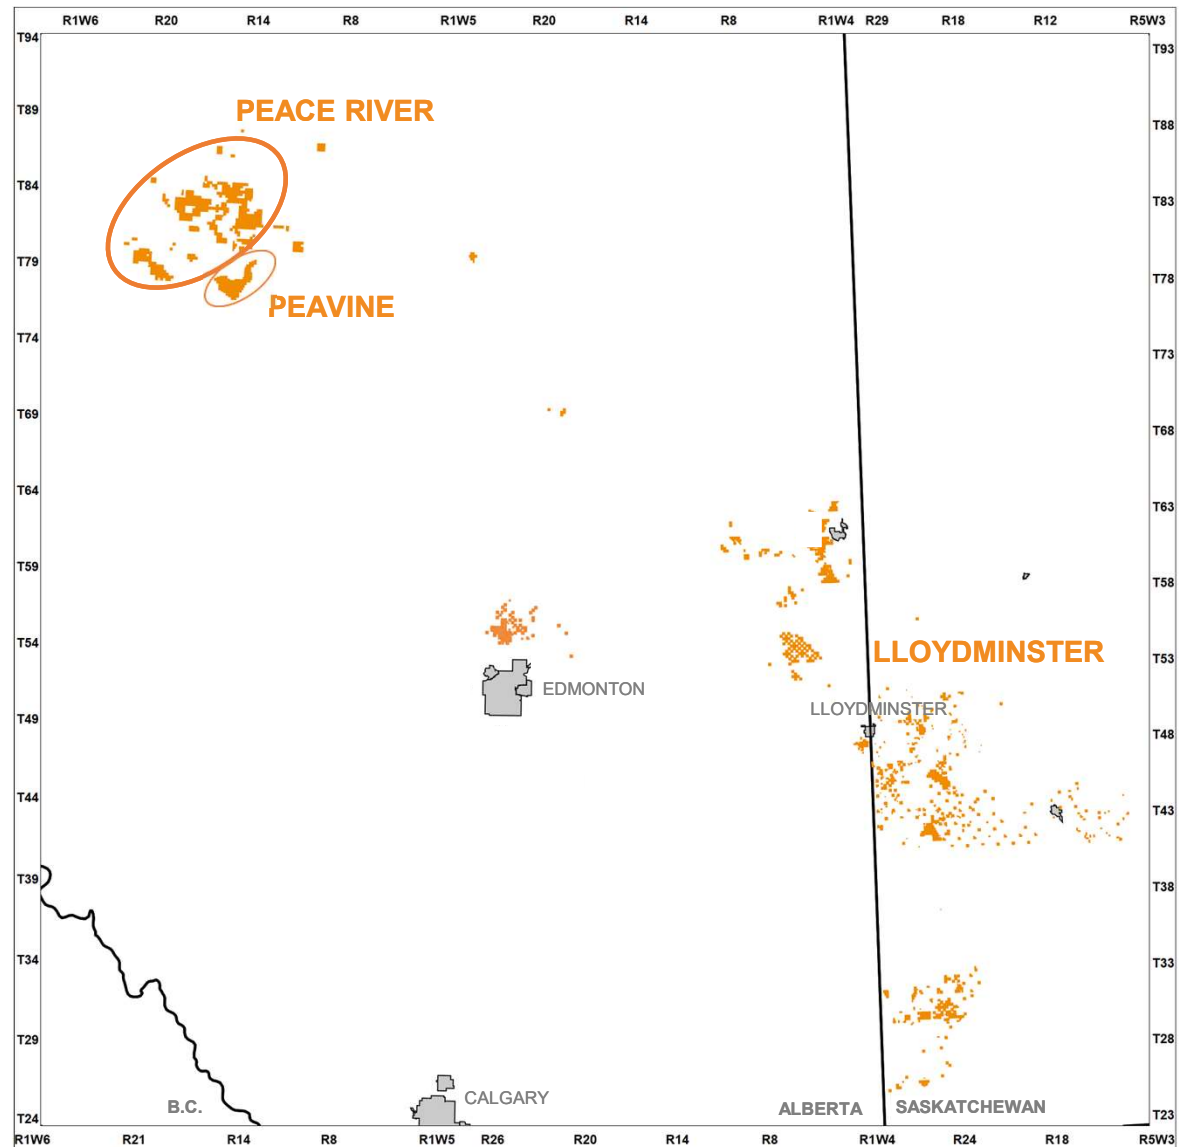 R1W6 R20 R14 R8 R1W5 R20 R14 R8 R1W4 R29 R18 R12 R5W3
T94 T93
T89 PEACE RIVER T88
T84 T83
T79 T78
PEAVINE
T74 T73
T69 T68
T64 T63
T59 T58
T54 LLOYDMINSTER T53
EDMONTON
T49 LLOYDMINSTER T48
T44 T43
T39 T38
T34 T33
T29 T28
CALGARY
B.C. ALBERTA SASKATCHEWAN
T24 T23
R1W6 R21 R14 R8 R1W5 R26 R20 R14 R8 R1W4 R24 R18 R5W3